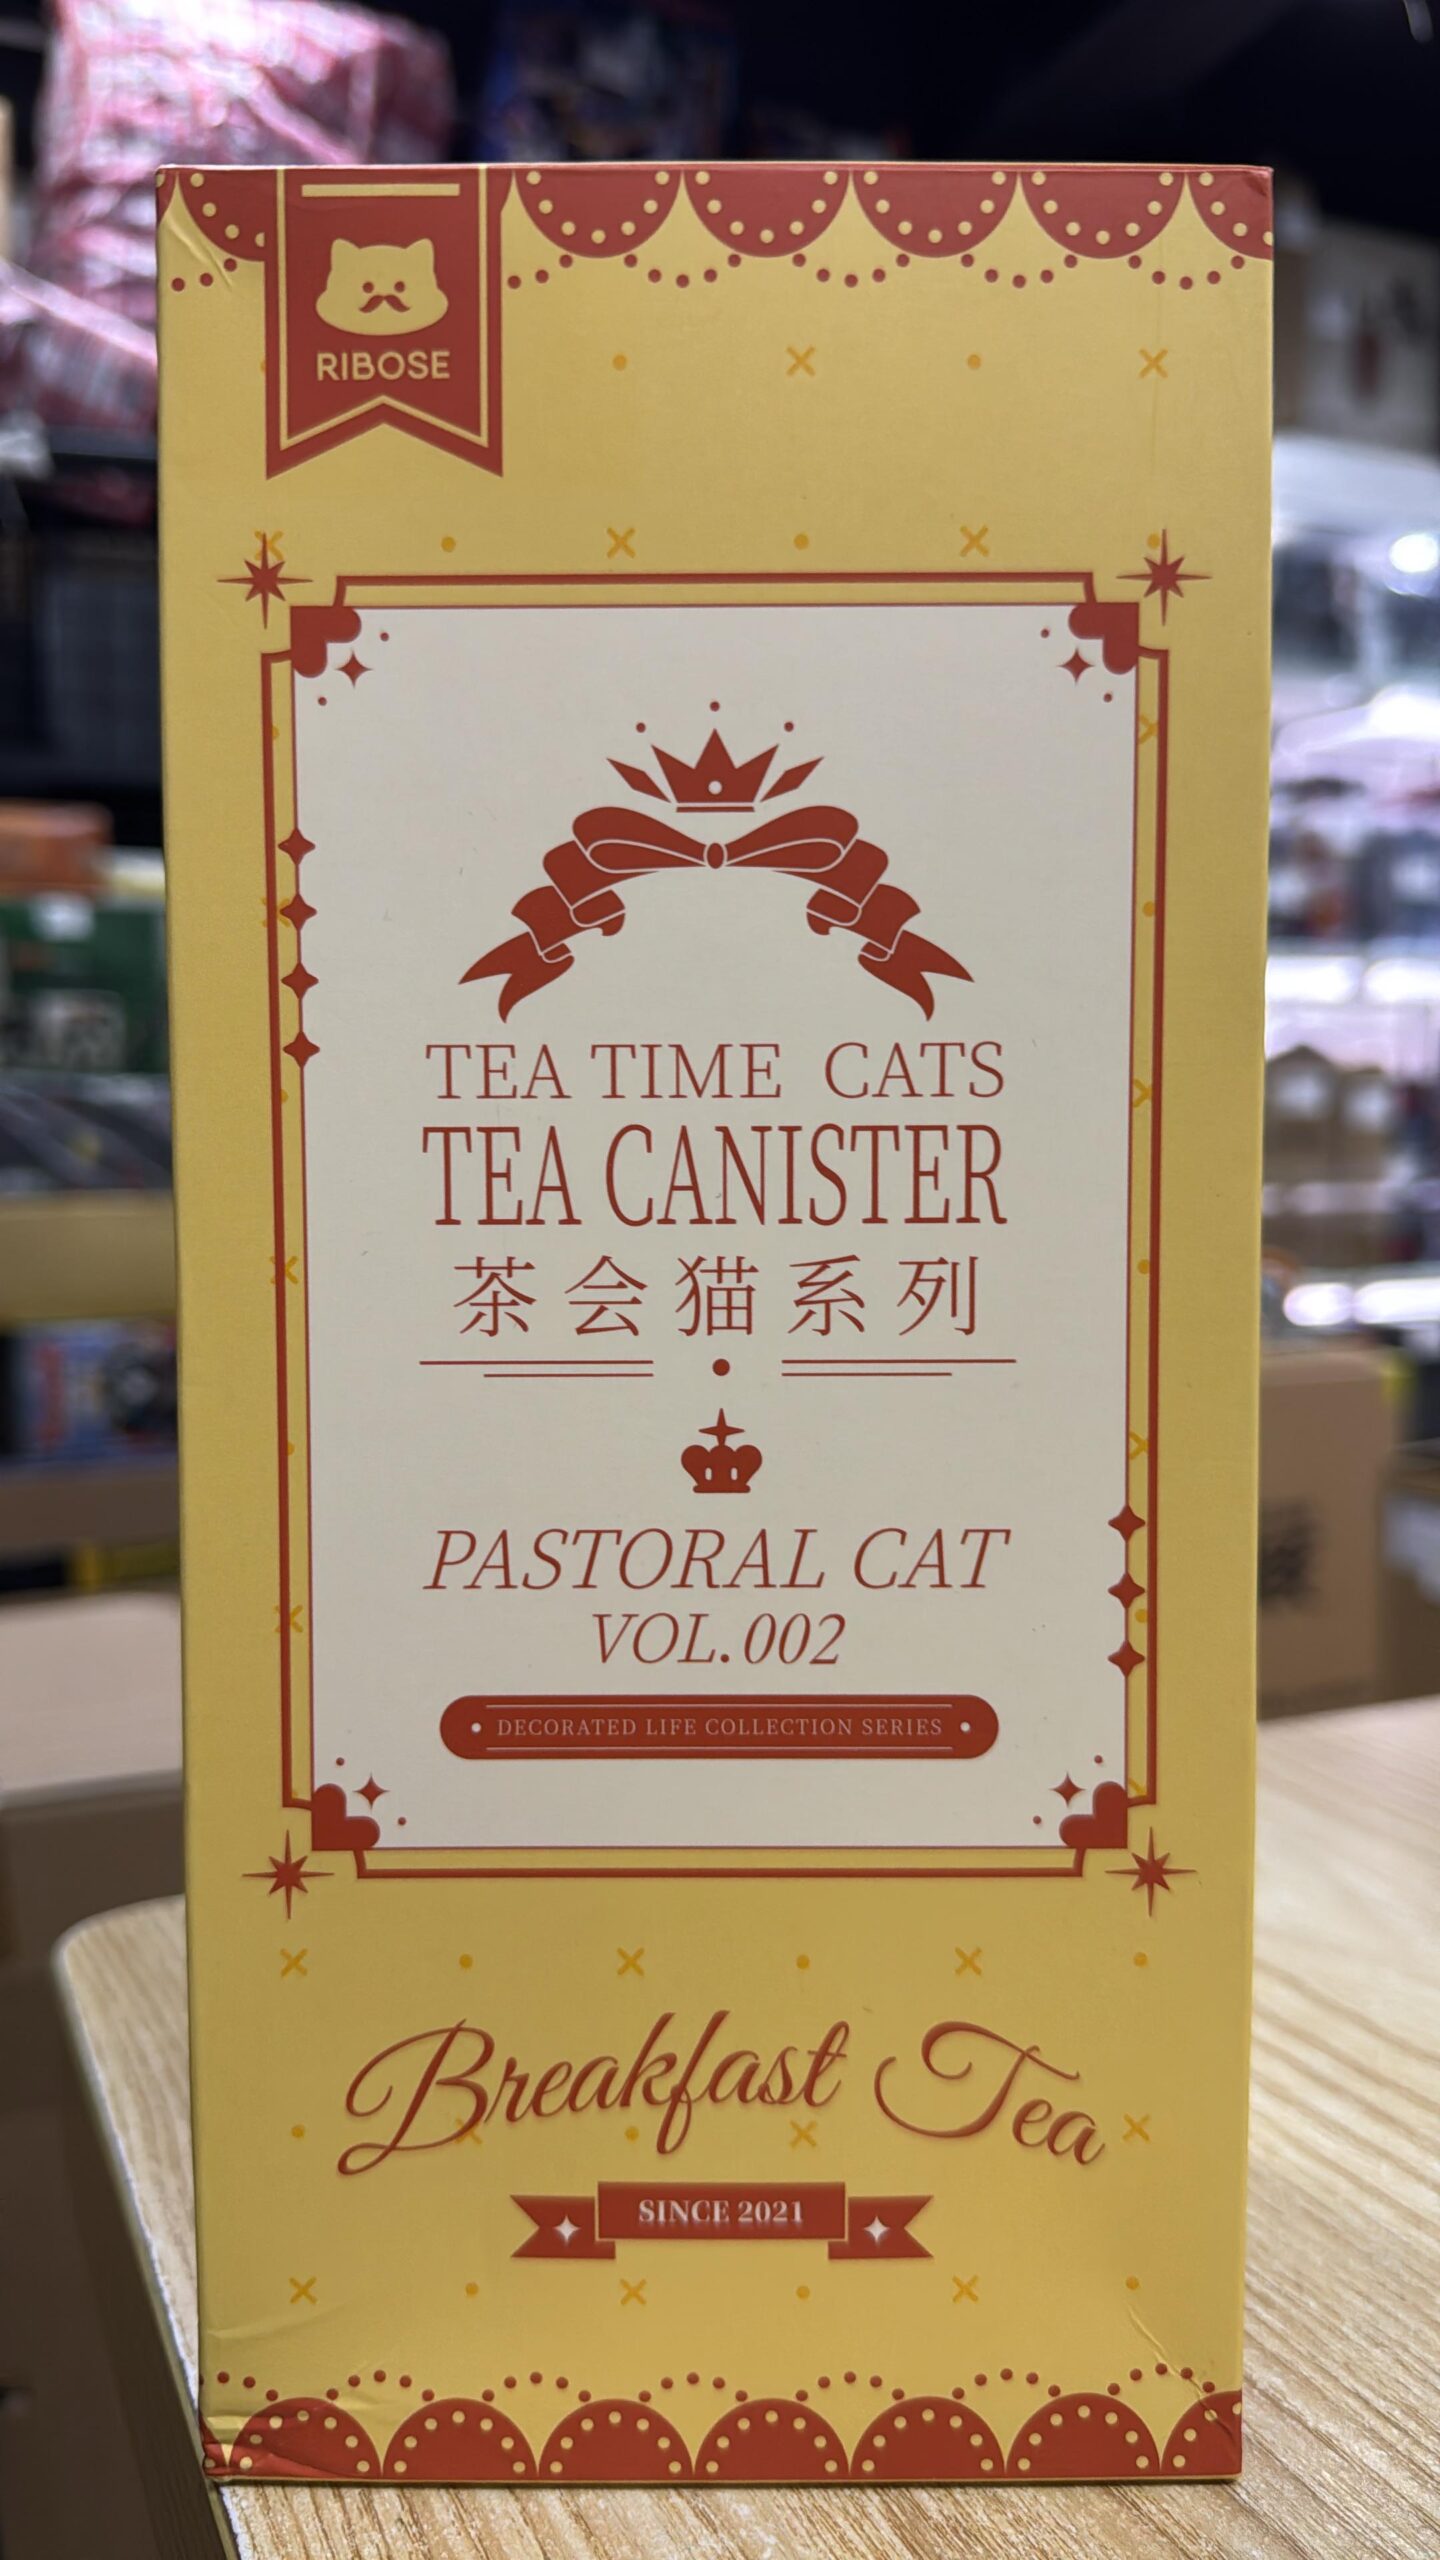 RIBOSE
TEA TIME CATS
TEA CANISTER
茶会猫系列
PASTORAL CAT
VOL.002
DECORATED LIFE COLLECTION SERIES
Breakfast Tea
SINCE 2021